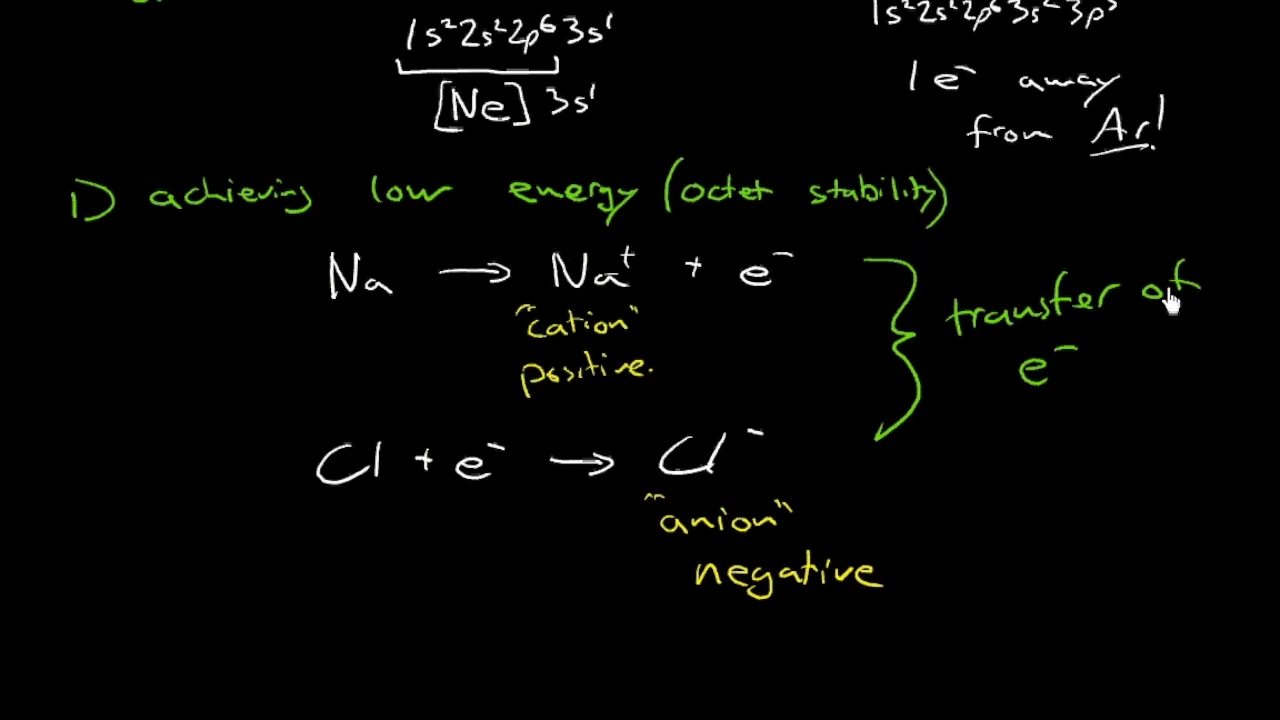 1s²2s²2p⁶3s¹
[Ne] 3s¹
1s²2s²2p⁶3s²3p⁵
1 e⁻ away
from Ar!
1) achieving low energy (octet stability)
Na → Na⁺ + e⁻
"cation"
positive.
transfer of
e⁻
Cl + e⁻ → Cl⁻
"anion"
negative